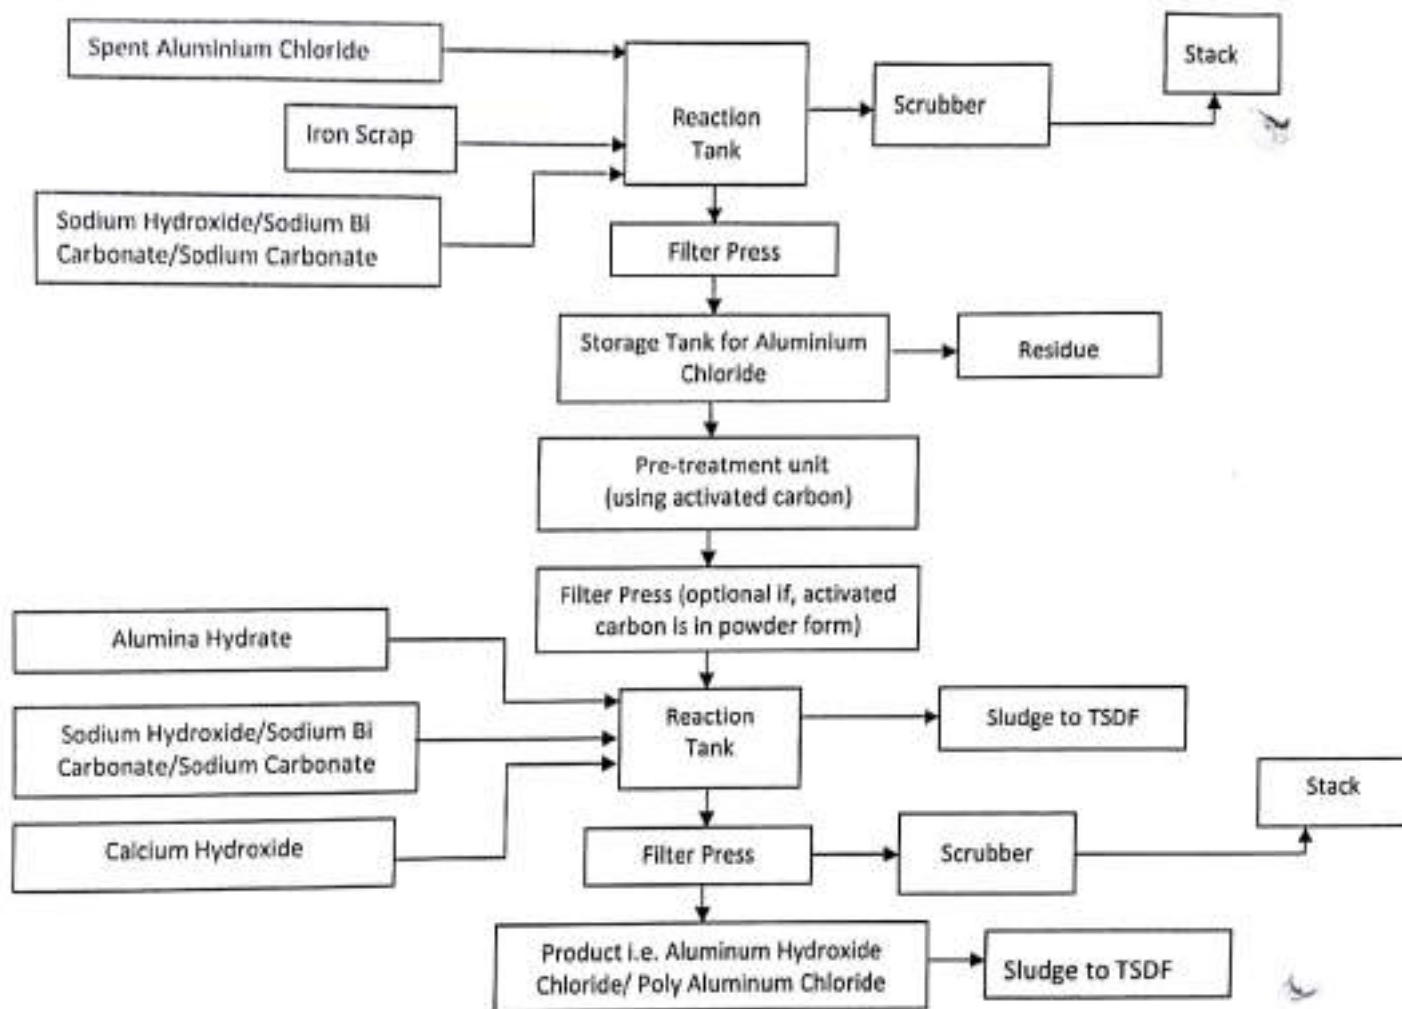 Spent Aluminium Chloride
Stack
Scrubber
Reaction
Tank
Iron Scrap
Sodium Hydroxide/Sodium Bi
Carbonate/Sodium Carbonate
Filter Press
Storage Tank for Aluminium
Chloride
Residue
Pre-treatment unit
(using activated carbon)
Filter Press (optional if, activated
carbon is in powder form)
Alumina Hydrate
Reaction
Tank
Sludge to TSDF
Sodium Hydroxide/Sodium Bi
Carbonate/Sodium Carbonate
Stack
Calcium Hydroxide
Filter Press
Scrubber
Product i.e. Aluminum Hydroxide
Chloride/ Poly Aluminum Chloride
Sludge to TSDF